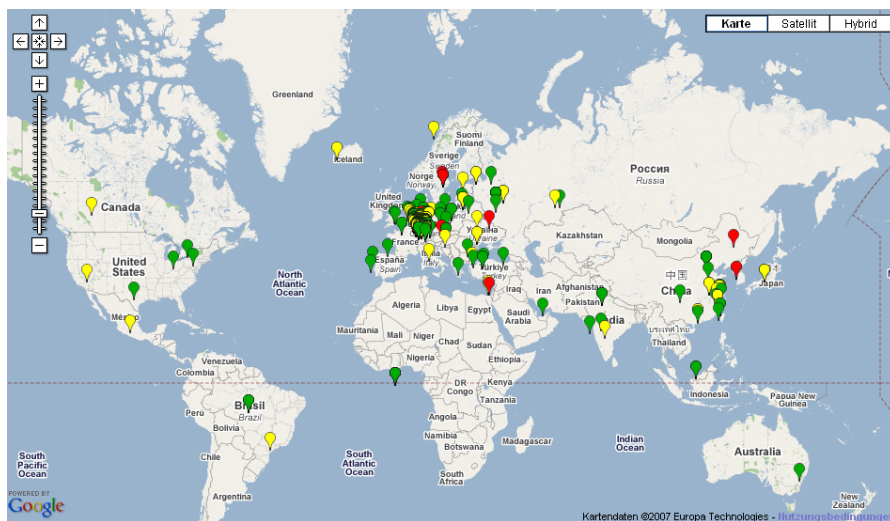 Karte
Satellit
Hybrid
Greenland
Iceland
Suomi
Finland
Sverige
Sweden
Norge
Norway
Россия
Russia
United
Kingdom
Canada
France
Italia
Italy
España
Spain
Türkiye
Turkey
Kazakhstan
Mongolia
United
States
North
Atlantic
Ocean
中国
China
Japan
Iraq
Iran
Afghanistan
Pakistan
Algeria
Libya
Egypt
Saudi
Arabia
México
Mauritania
Mali
Niger
Chad
Sudan
Thailand
Nigeria
Ethiopia
Venezuela
Colombia
DR
Congo
Kenya
Tanzania
Indonesia
Papua New
Guinea
Brasil
Brazil
Perú
Bolivia
Angola
Namibia
Botswana
Madagascar
Chile
South
Pacific
Ocean
South
Atlantic
Ocean
Indian
Ocean
Australia
South
Africa
Argentina
New
Zealand
POWERED BY
Google
Kartendaten ©2007 Europa Technologies - Nutzungsbedingungen